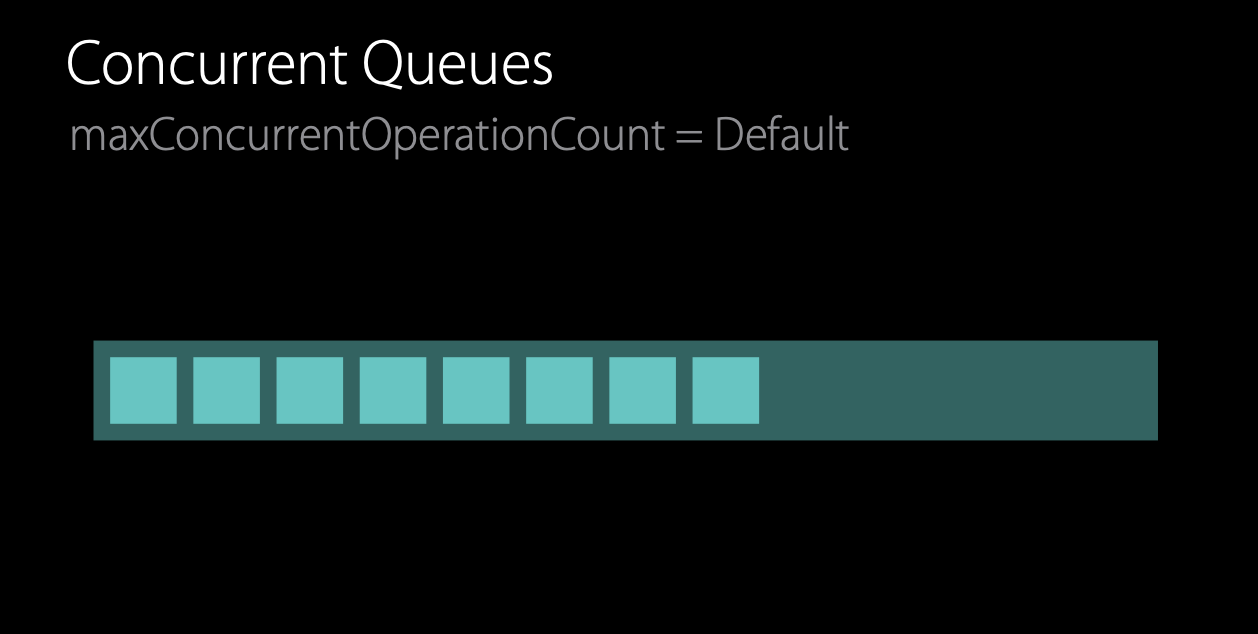 Concurrent Queues
maxConcurrentOperationCount = Default